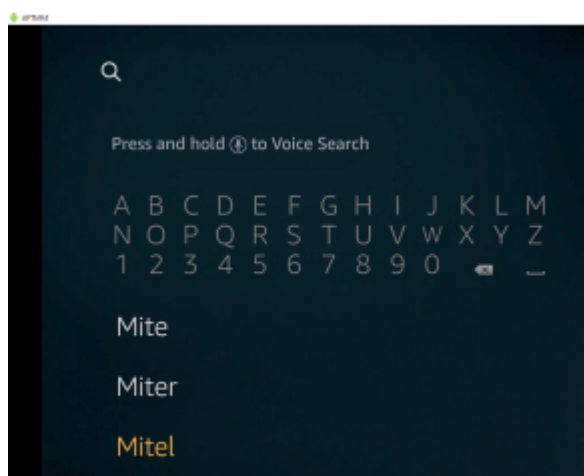 Press and hold to Voice Search
A B C D E F G H I J K L M
N O P Q R S T U V W X Y Z
1 2 3 4 5 6 7 8 9 0
Mite
Miter
Mitel